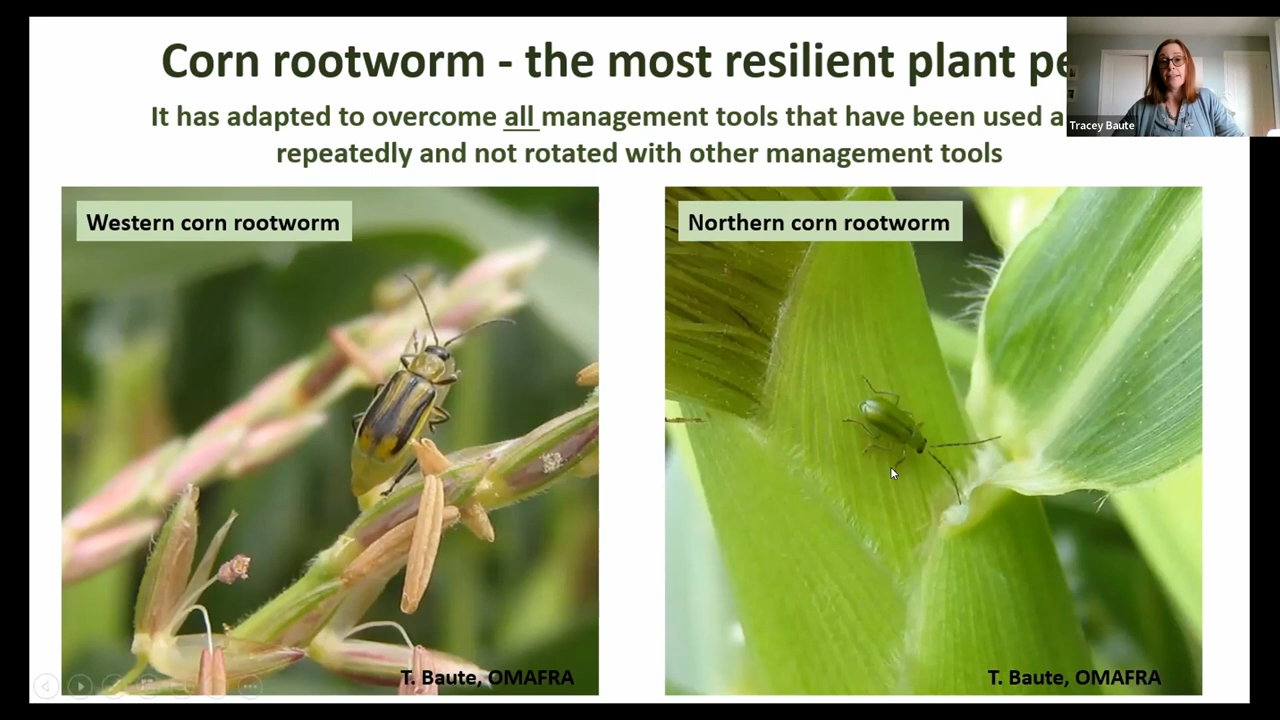 Corn rootworm - the most resilient plant pe
It has adapted to overcome all management tools that have been used a
repeatedly and not rotated with other management tools
Tracey Baute
Western corn rootworm
Northern corn rootworm
T. Baute, OMAFRA
T. Baute, OMAFRA